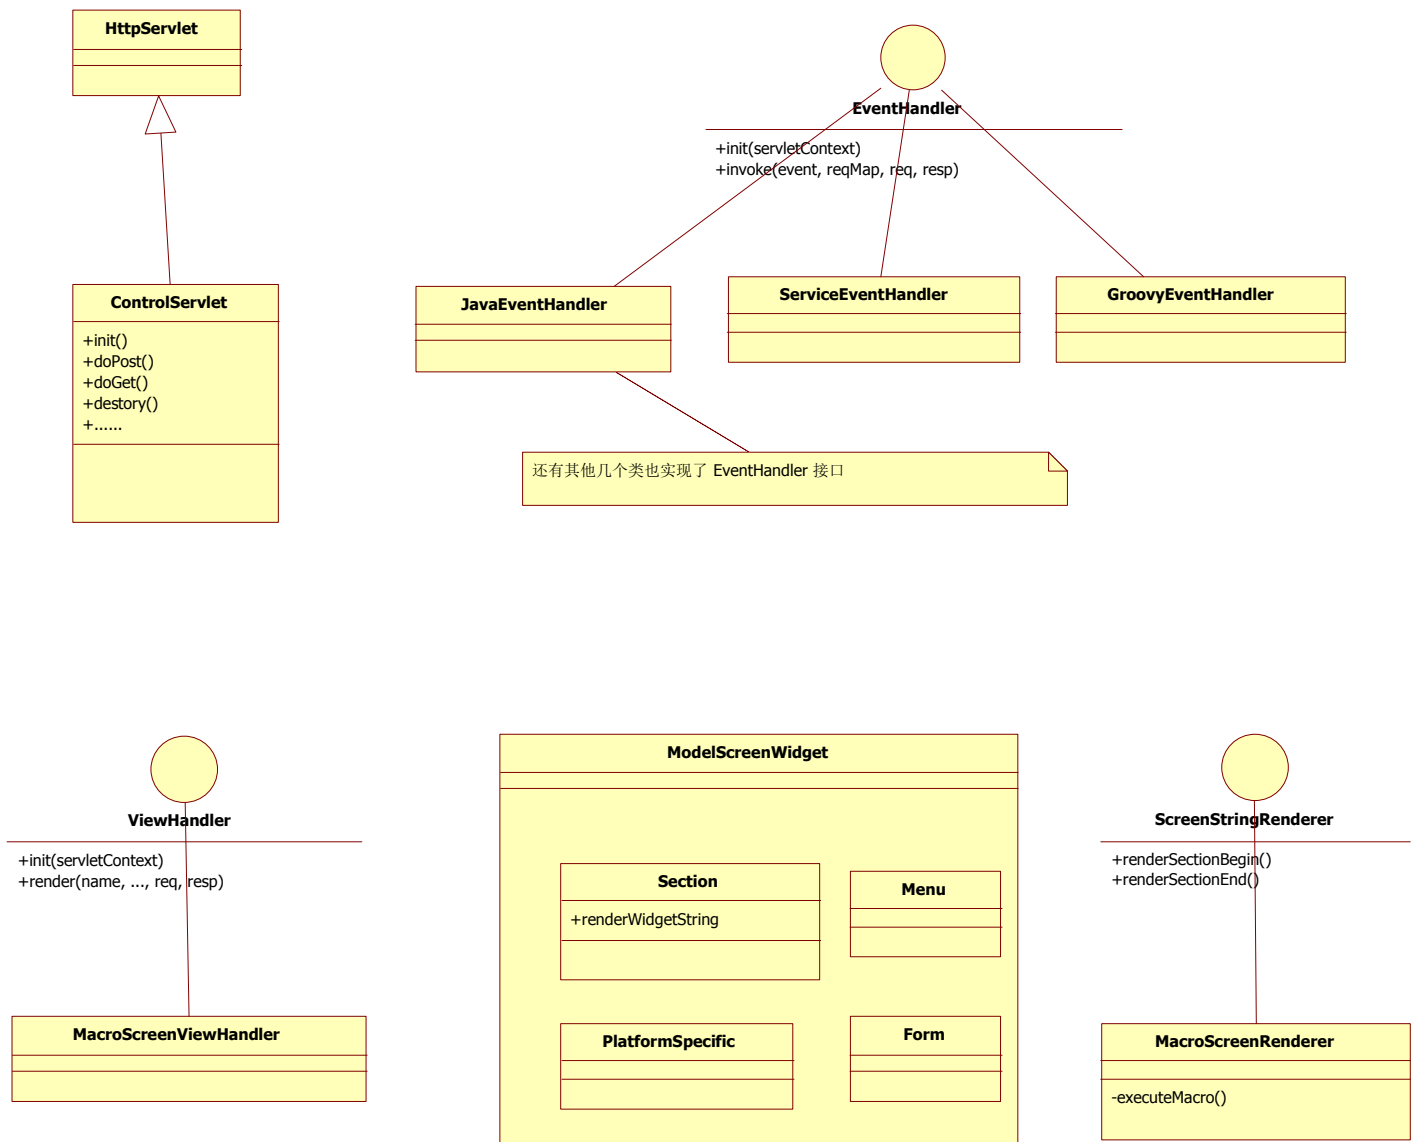 HttpServlet
EventHandler
+init(servletContext)
+invoke(event, reqMap, req, resp)
ControlServlet
+init()
+doPost()
+doGet()
+destory()
+......
JavaEventHandler
ServiceEventHandler
GroovyEventHandler
还有其他几个类也实现了 EventHandler 接口
ViewHandler
+init(servletContext)
+render(name, ..., req, resp)
MacroScreenViewHandler
ModelScreenWidget
Section
+renderWidgetString
Menu
PlatformSpecific
Form
ScreenStringRenderer
+renderSectionBegin()
+renderSectionEnd()
MacroScreenRenderer
-executeMacro()